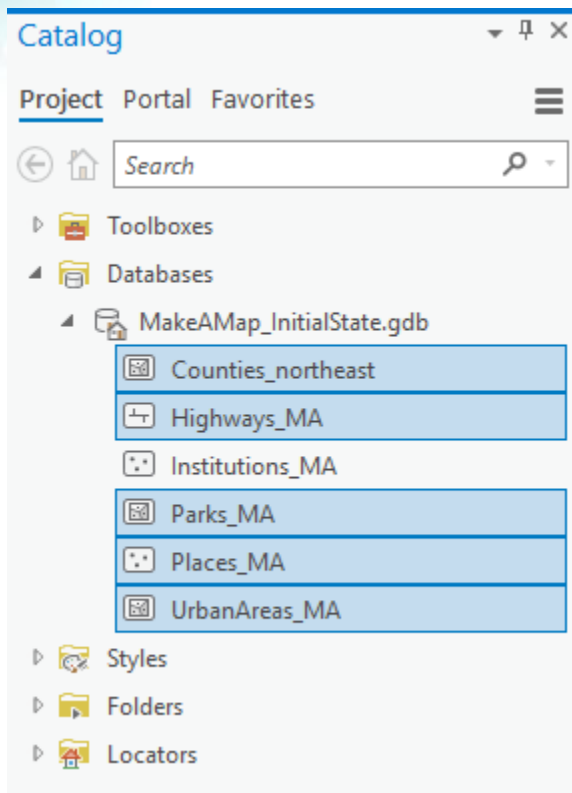 Catalog
Project Portal Favorites
Search
Toolboxes
Databases
MakeAMap_InitialState.gdb
Counties_northeast
Highways_MA
Institutions_MA
Parks_MA
Places_MA
UrbanAreas_MA
Styles
Folders
Locators